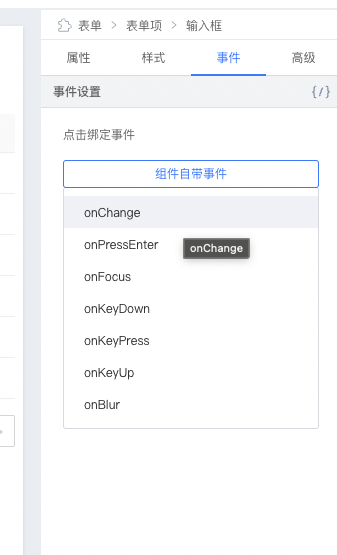 表单 > 表单项 > 输入框
属性 样式 事件 高级
事件设置 {/}
点击绑定事件
组件自带事件
onChange
onPressEnter
onChange
onFocus
onKeyDown
onKeyPress
onKeyUp
onBlur